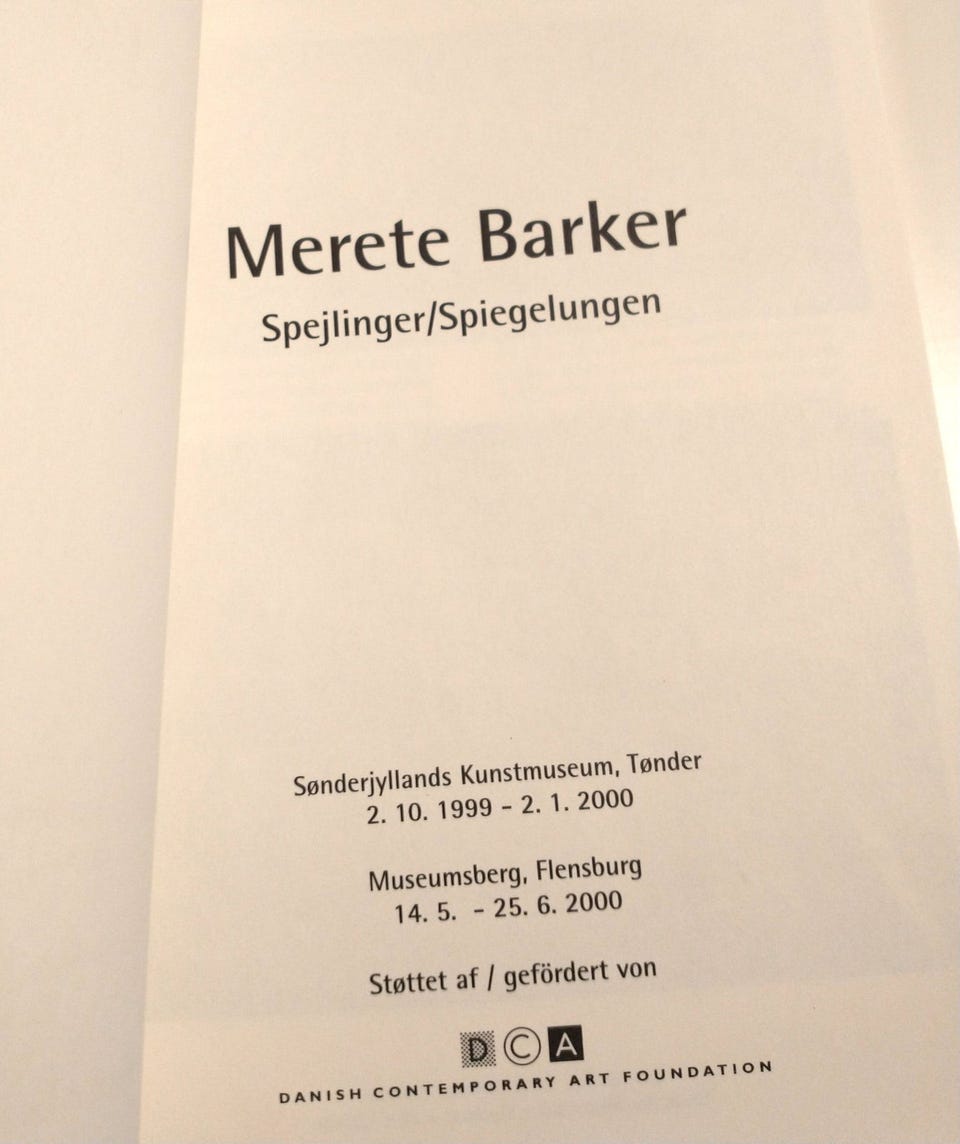 Merete Barker
Spejlinger/Spiegelungen
Sønderjyllands Kunstmuseum, Tønder
2. 10. 1999 - 2. 1. 2000
Museumsberg, Flensburg
14. 5. - 25. 6. 2000
Støttet af / gefördert von
D C A
DANISH CONTEMPORARY ART FOUNDATION